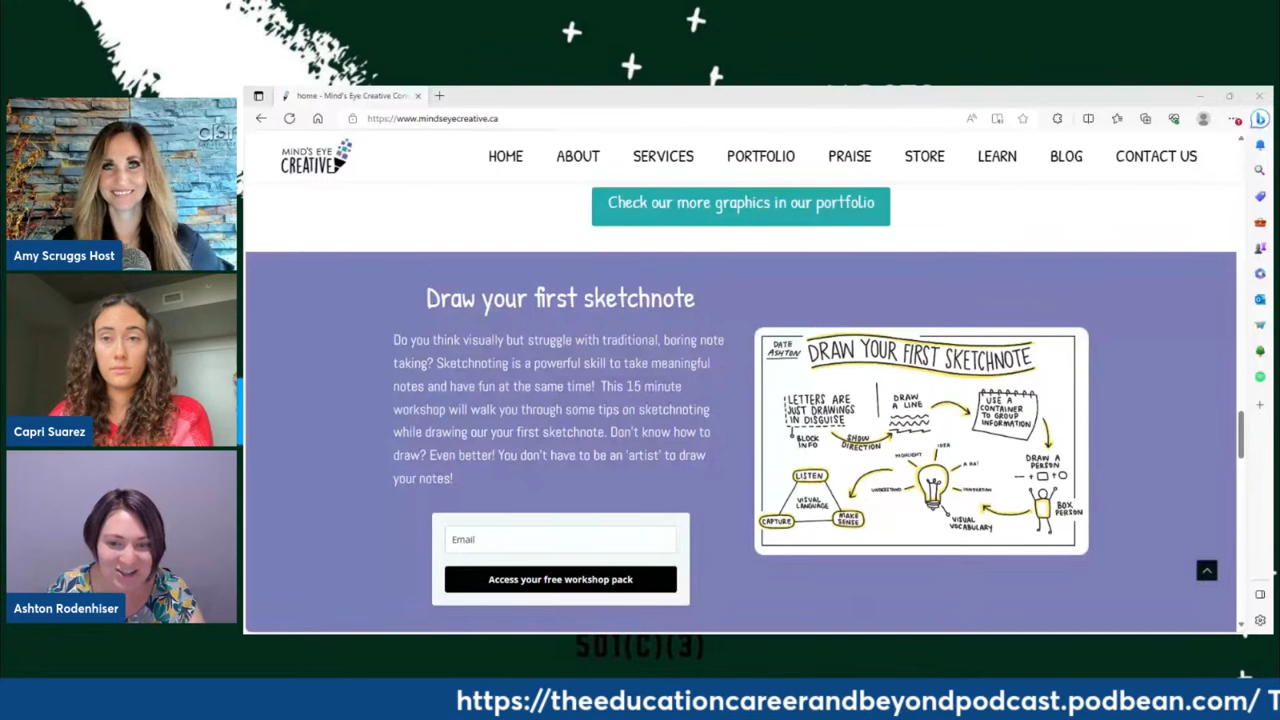 home - Mind's Eye Creative Con
https://www.mindseyecreative.ca
MIND'S EYE
CREATIVE
HOME
ABOUT
SERVICES
PORTFOLIO
PRAISE
STORE
LEARN
BLOG
CONTACT US
Check our more graphics in our portfolio
Amy Scruggs Host
Capri Suarez
Ashton Rodenhiser
Draw your first sketchnote
Do you think visually but struggle with traditional, boring note
taking? Sketchnoting is a powerful skill to take meaningful
notes and have fun at the same time! This 15 minute
workshop will walk you through some tips on sketchnoting
while drawing our your first sketchnote. Don't know how to
draw? Even better! You don't have to be an 'artist' to draw
your notes!
Email
Access your free workshop pack
DATE
ASHTON
DRAW YOUR FIRST SKETCHNOTE
LETTERS ARE
JUST DRAWINGS
IN DISGUISE
BLOCK
INFO
SHOW
DIRECTION
DRAW
A LINE
USE A
CONTAINER
TO GROUP
INFORMATION
DRAW A
PERSON
BOX
PERSON
HIGHLIGHT
IDEA
A HA!
UNDERSTAND
INNOVATION
VISUAL
VOCABULARY
LISTEN
VISUAL
LANGUAGE
CAPTURE
MAKE
SENSE
501(C)(3)
https://theeducationcareerandbeyondpodcast.podbean.com/ T